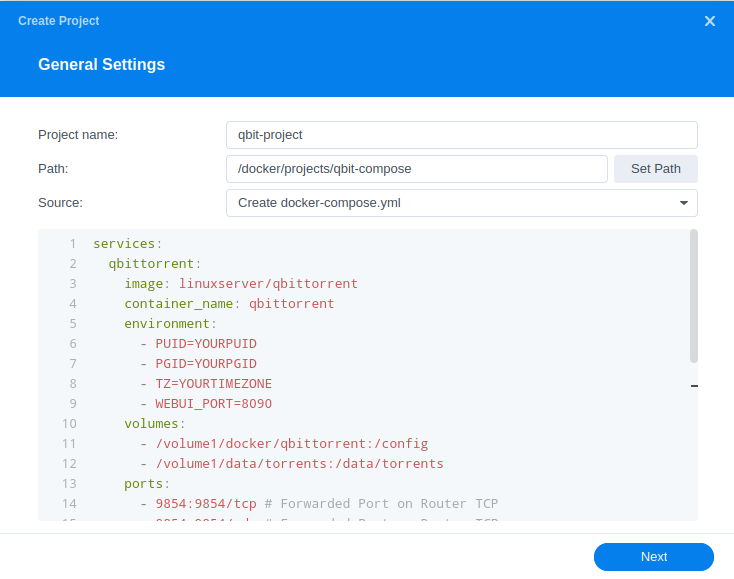 Create Project
General Settings
Project name: qbit-project
Path: /docker/projects/qbit-compose Set Path
Source: Create docker-compose.yml
1 services:
2 qbittorrent:
3 image: linuxserver/qbittorrent
4 container_name: qbittorrent
5 environment:
6 - PUID=YOURPUID
7 - PGID=YOURPGID
8 - TZ=YOURTIMEZONE
9 - WEBUI_PORT=8090
10 volumes:
11 - /volume1/docker/qbittorrent:/config
12 - /volume1/data/torrents:/data/torrents
13 ports:
14 - 9854:9854/tcp # Forwarded Port on Router TCP
Next